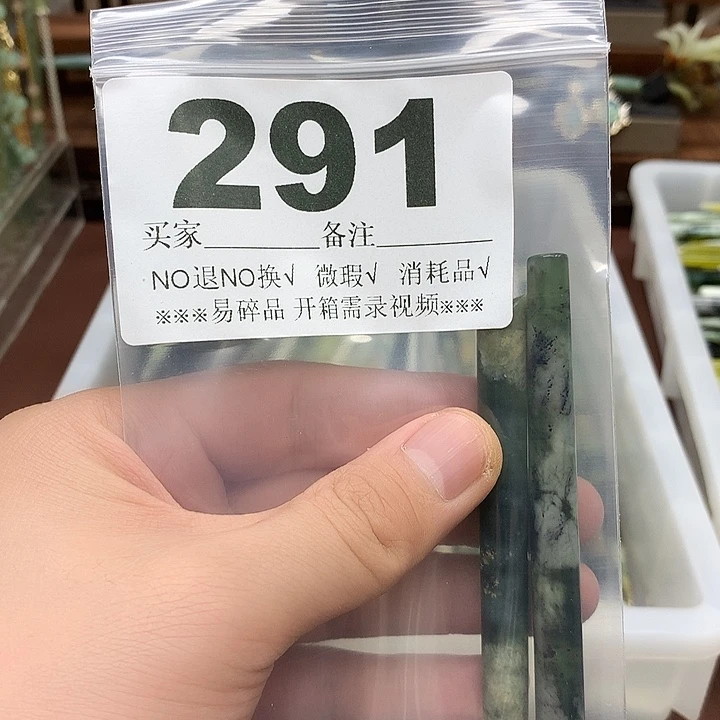 291
买家________备注________
NO退NO换√ 微瑕√ 消耗品√
※※※易碎品 开箱需录视频※※※